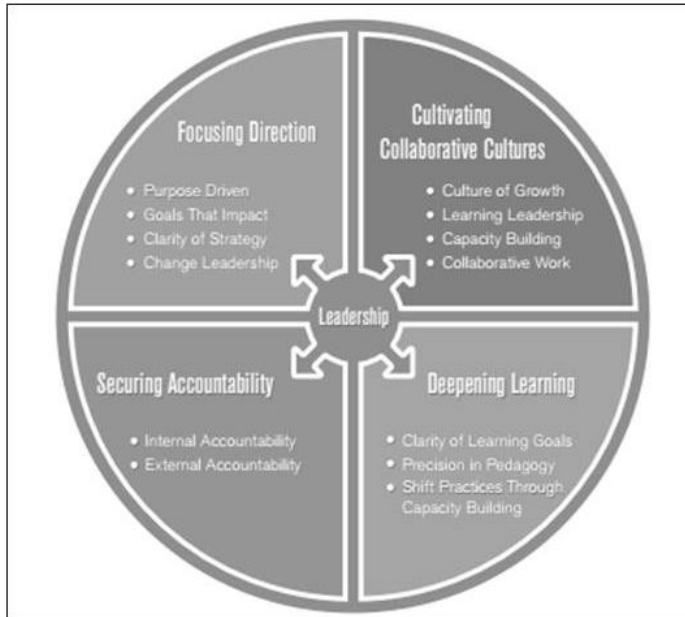 Focusing Direction
• Purpose Driven
• Goals That Impact
• Clarity of Strategy
• Change Leadership
Cultivating
Collaborative Cultures
• Culture of Growth
• Learning Leadership
• Capacity Building
• Collaborative Work
Leadership
Securing Accountability
• Internal Accountability
• External Accountability
Deepening Learning
• Clarity of Learning Goals
• Precision in Pedagogy
• Shift Practices Through
Capacity Building